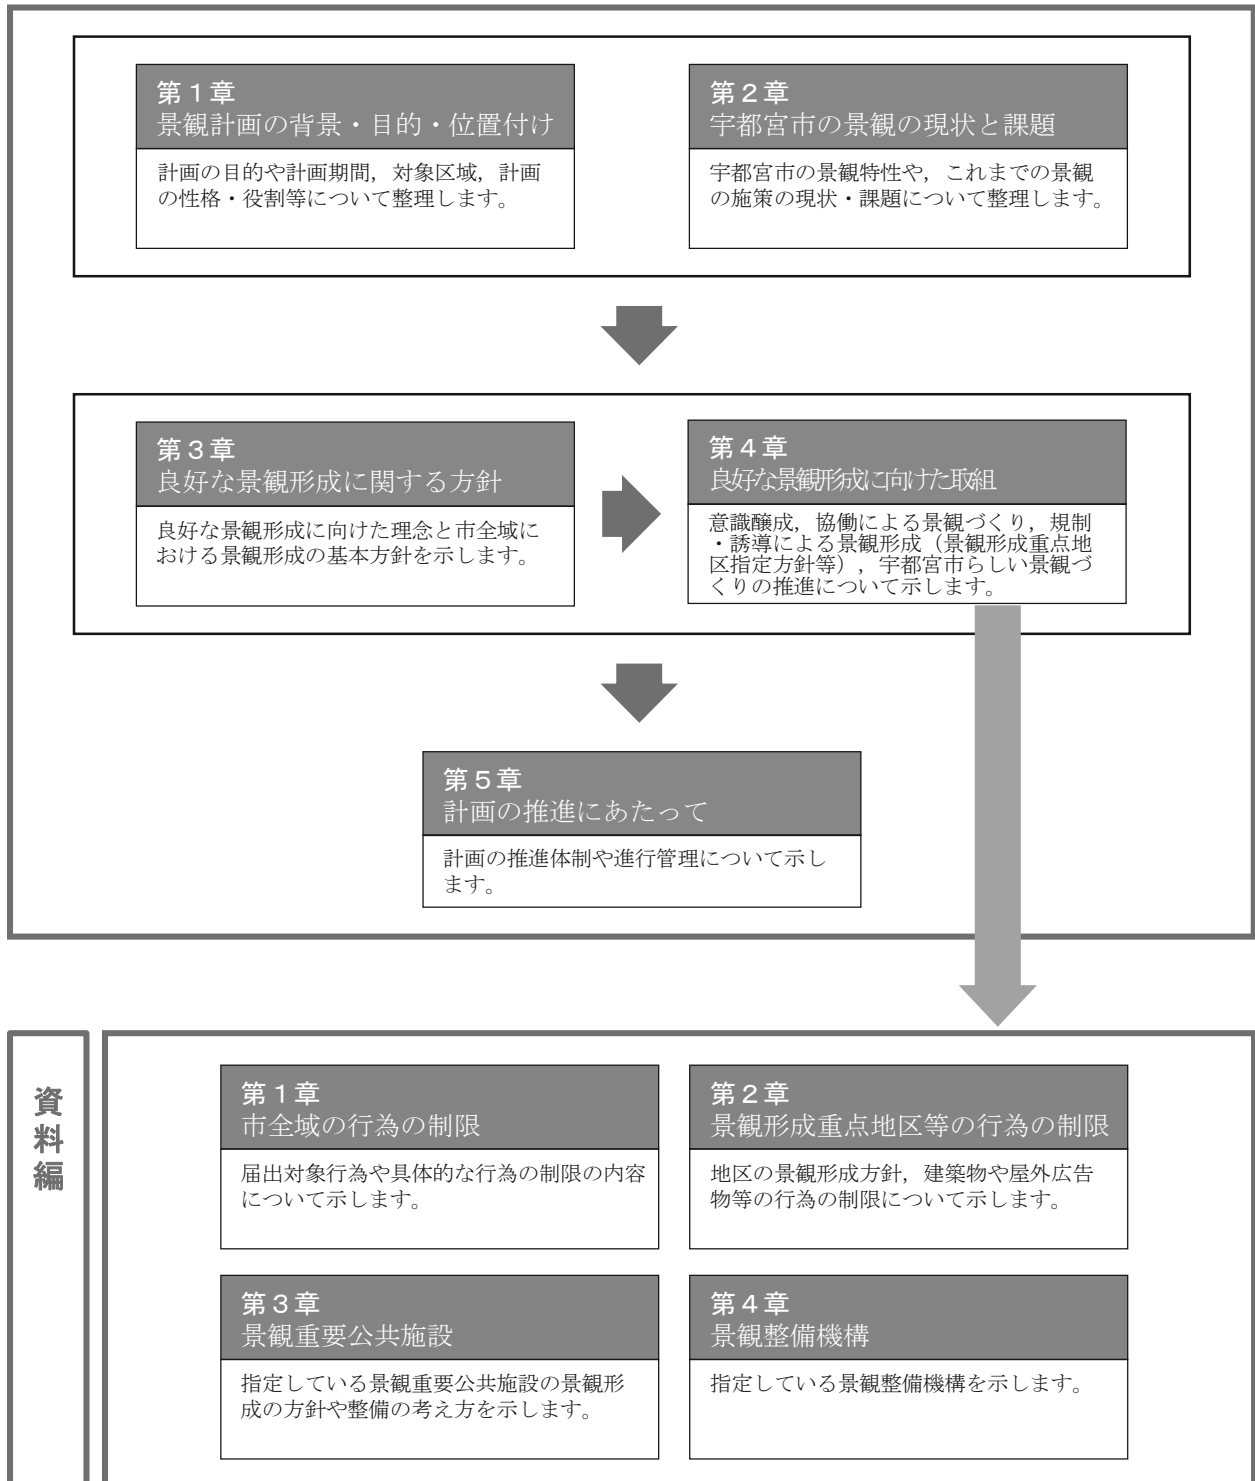 第1章
景観計画の背景・目的・位置付け
計画の目的や計画期間，対象区域，計画
の性格・役割等について整理します。
第2章
宇都宮市の景観の現状と課題
宇都宮市の景観特性や，これまでの景観
の施策の現状・課題について整理します。
第3章
良好な景観形成に関する方針
良好な景観形成に向けた理念と市全域に
おける景観形成の基本方針を示します。
第4章
良好な景観形成に向けた取組
意識醸成，協働による景観づくり，規制
・誘導による景観形成（景観形成重点地
区指定方針等），宇都宮市らしい景観づ
くりの推進について示します。
第5章
計画の推進にあたって
計画の推進体制や進行管理について示し
ます。
資料編
第1章
市全域の行為の制限
届出対象行為や具体的な行為の制限の内容
について示します。
第2章
景観形成重点地区等の行為の制限
地区の景観形成方針，建築物や屋外広告
物等の行為の制限について示します。
第3章
景観重要公共施設
指定している景観重要公共施設の景観形
成の方針や整備の考え方を示します。
第4章
景観整備機構
指定している景観整備機構を示します。